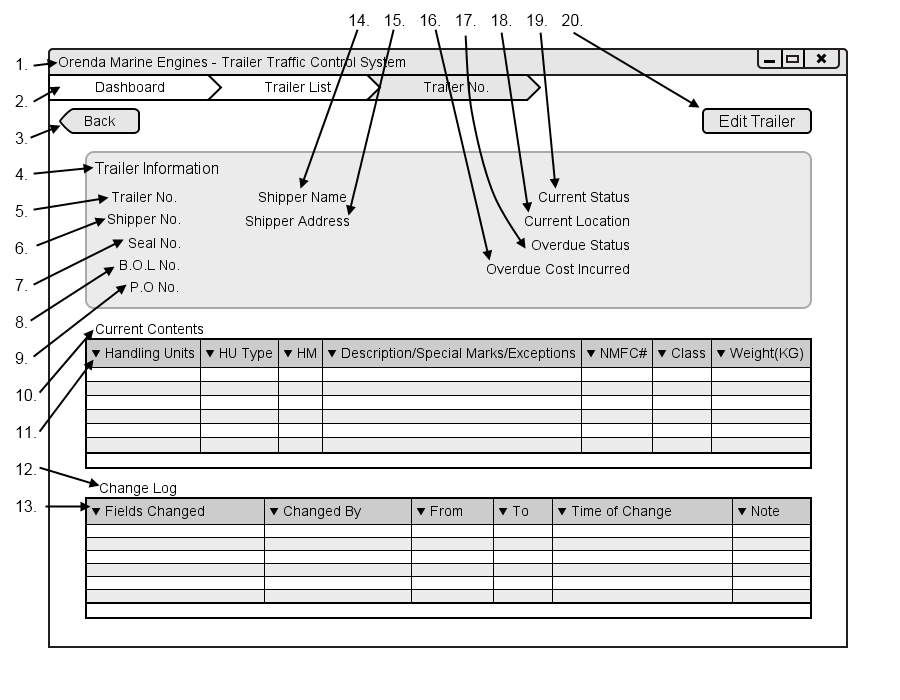 14. 15. 16. 17. 18. 19. 20.
1. Orenda Marine Engines - Trailer Traffic Control System
2. Dashboard Trailer List Trailer No.
3. Back Edit Trailer
4. Trailer Information
5. Trailer No. Shipper Name Current Status
6. Shipper No. Shipper Address Current Location
7. Seal No. Overdue Status
8. B.O.L No. Overdue Cost Incurred
9. P.O No.
10. Current Contents
11. Handling Units HU Type HM Description/Special Marks/Exceptions NMFC# Class Weight(KG)
12. Change Log
13. Fields Changed Changed By From To Time of Change Note